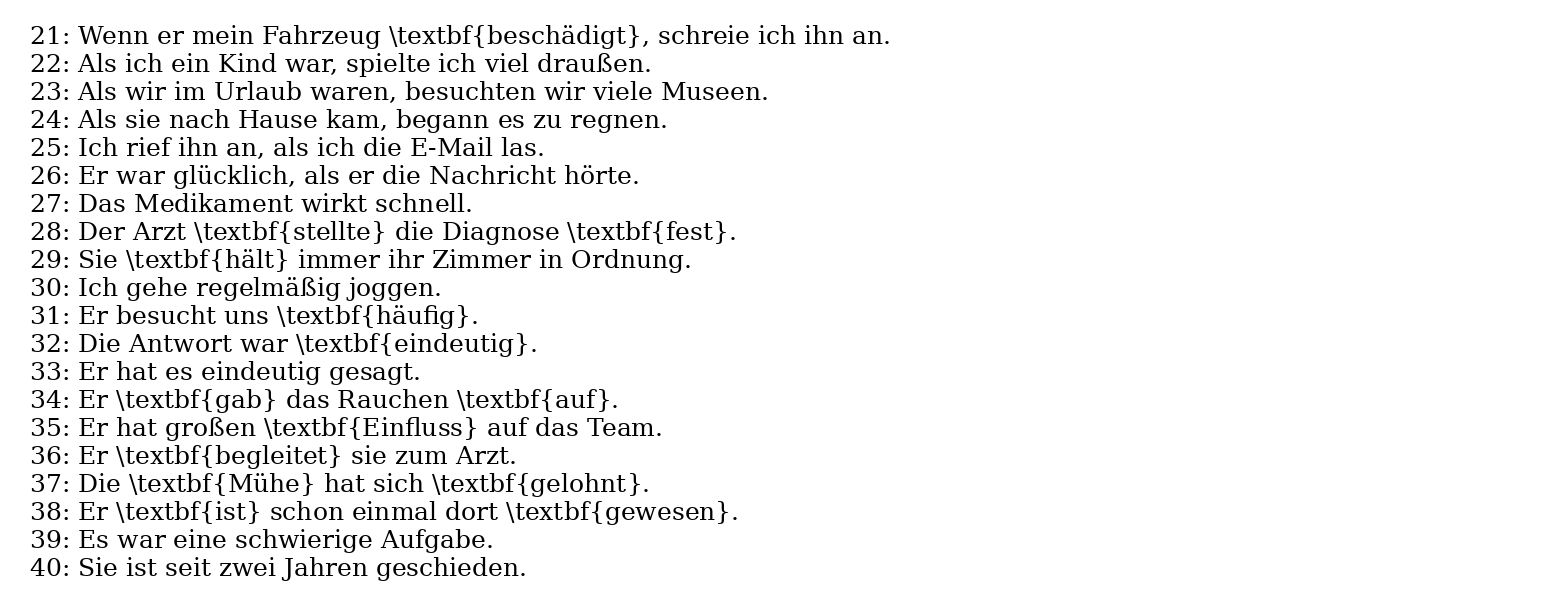 21: Wenn er mein Fahrzeug \textbf{beschädigt}, schreie ich ihn an.
22: Als ich ein Kind war, spielte ich viel draußen.
23: Als wir im Urlaub waren, besuchten wir viele Museen.
24: Als sie nach Hause kam, begann es zu regnen.
25: Ich rief ihn an, als ich die E-Mail las.
26: Er war glücklich, als er die Nachricht hörte.
27: Das Medikament wirkt schnell.
28: Der Arzt \textbf{stellte} die Diagnose \textbf{fest}.
29: Sie \textbf{hält} immer ihr Zimmer in Ordnung.
30: Ich gehe regelmäßig joggen.
31: Er besucht uns \textbf{häufig}.
32: Die Antwort war \textbf{eindeutig}.
33: Er hat es eindeutig gesagt.
34: Er \textbf{gab} das Rauchen \textbf{auf}.
35: Er hat großen \textbf{Einfluss} auf das Team.
36: Er \textbf{begleitet} sie zum Arzt.
37: Die \textbf{Mühe} hat sich \textbf{gelohnt}.
38: Er \textbf{ist} schon einmal dort \textbf{gewesen}.
39: Es war eine schwierige Aufgabe.
40: Sie ist seit zwei Jahren geschieden.